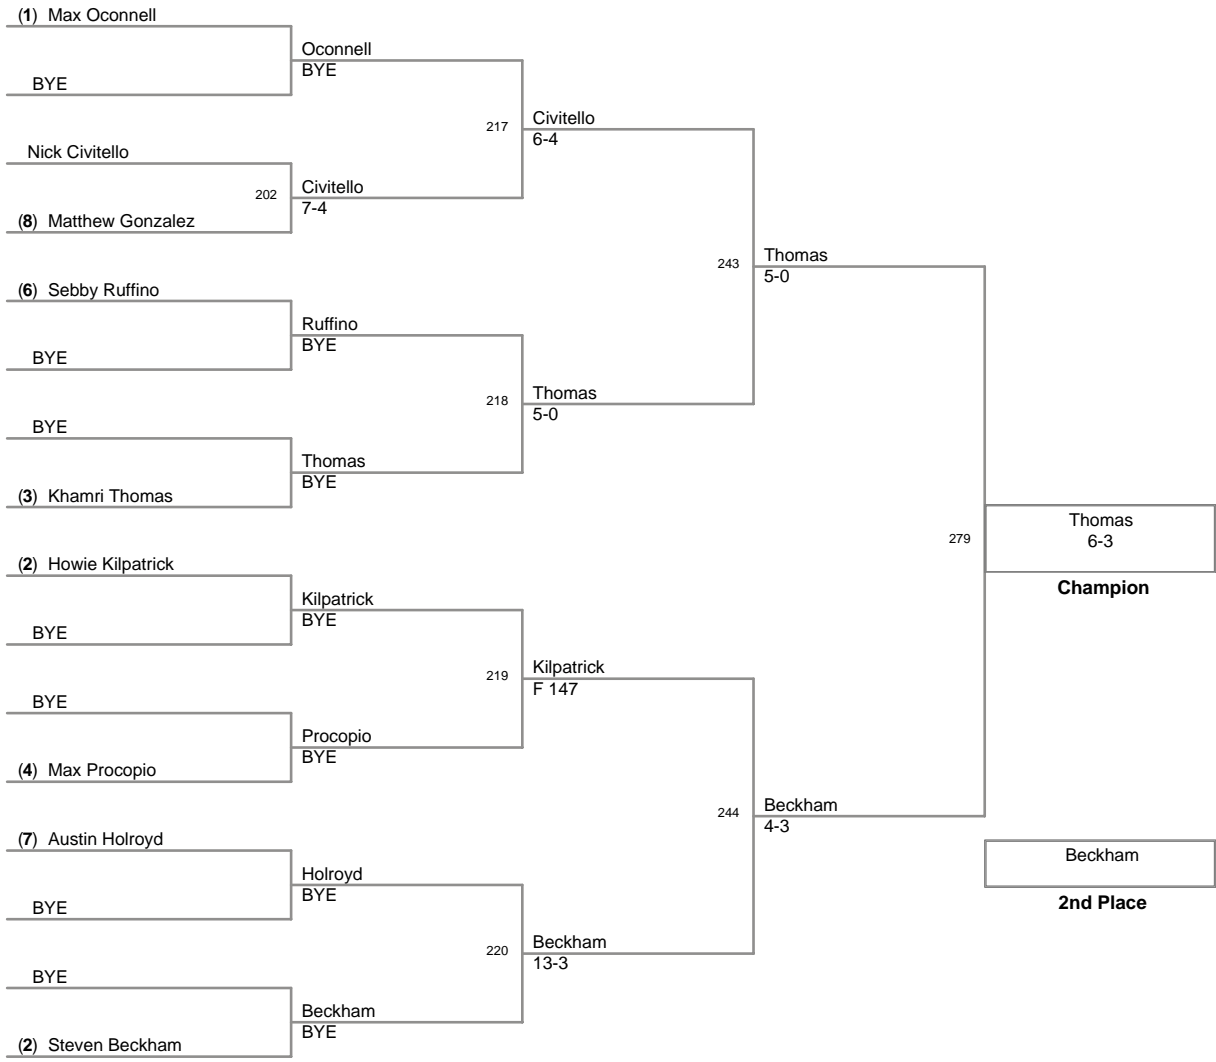 (1) Max Oconnell
Oconnell
BYE
BYE
217
Civitello
6-4
Nick Civitello
202
Civitello
7-4
(8) Matthew Gonzalez
243
Thomas
5-0
(6) Sebby Ruffino
Ruffino
BYE
BYE
218
Thomas
5-0
BYE
Thomas
BYE
(3) Khamri Thomas
279
Thomas
6-3
Champion
(2) Howie Kilpatrick
Kilpatrick
BYE
BYE
219
Kilpatrick
F 147
BYE
Procopio
BYE
(4) Max Procopio
244
Beckham
4-3
(7) Austin Holroyd
Holroyd
BYE
BYE
Beckham
2nd Place
220
Beckham
13-3
BYE
Beckham
BYE
(2) Steven Beckham